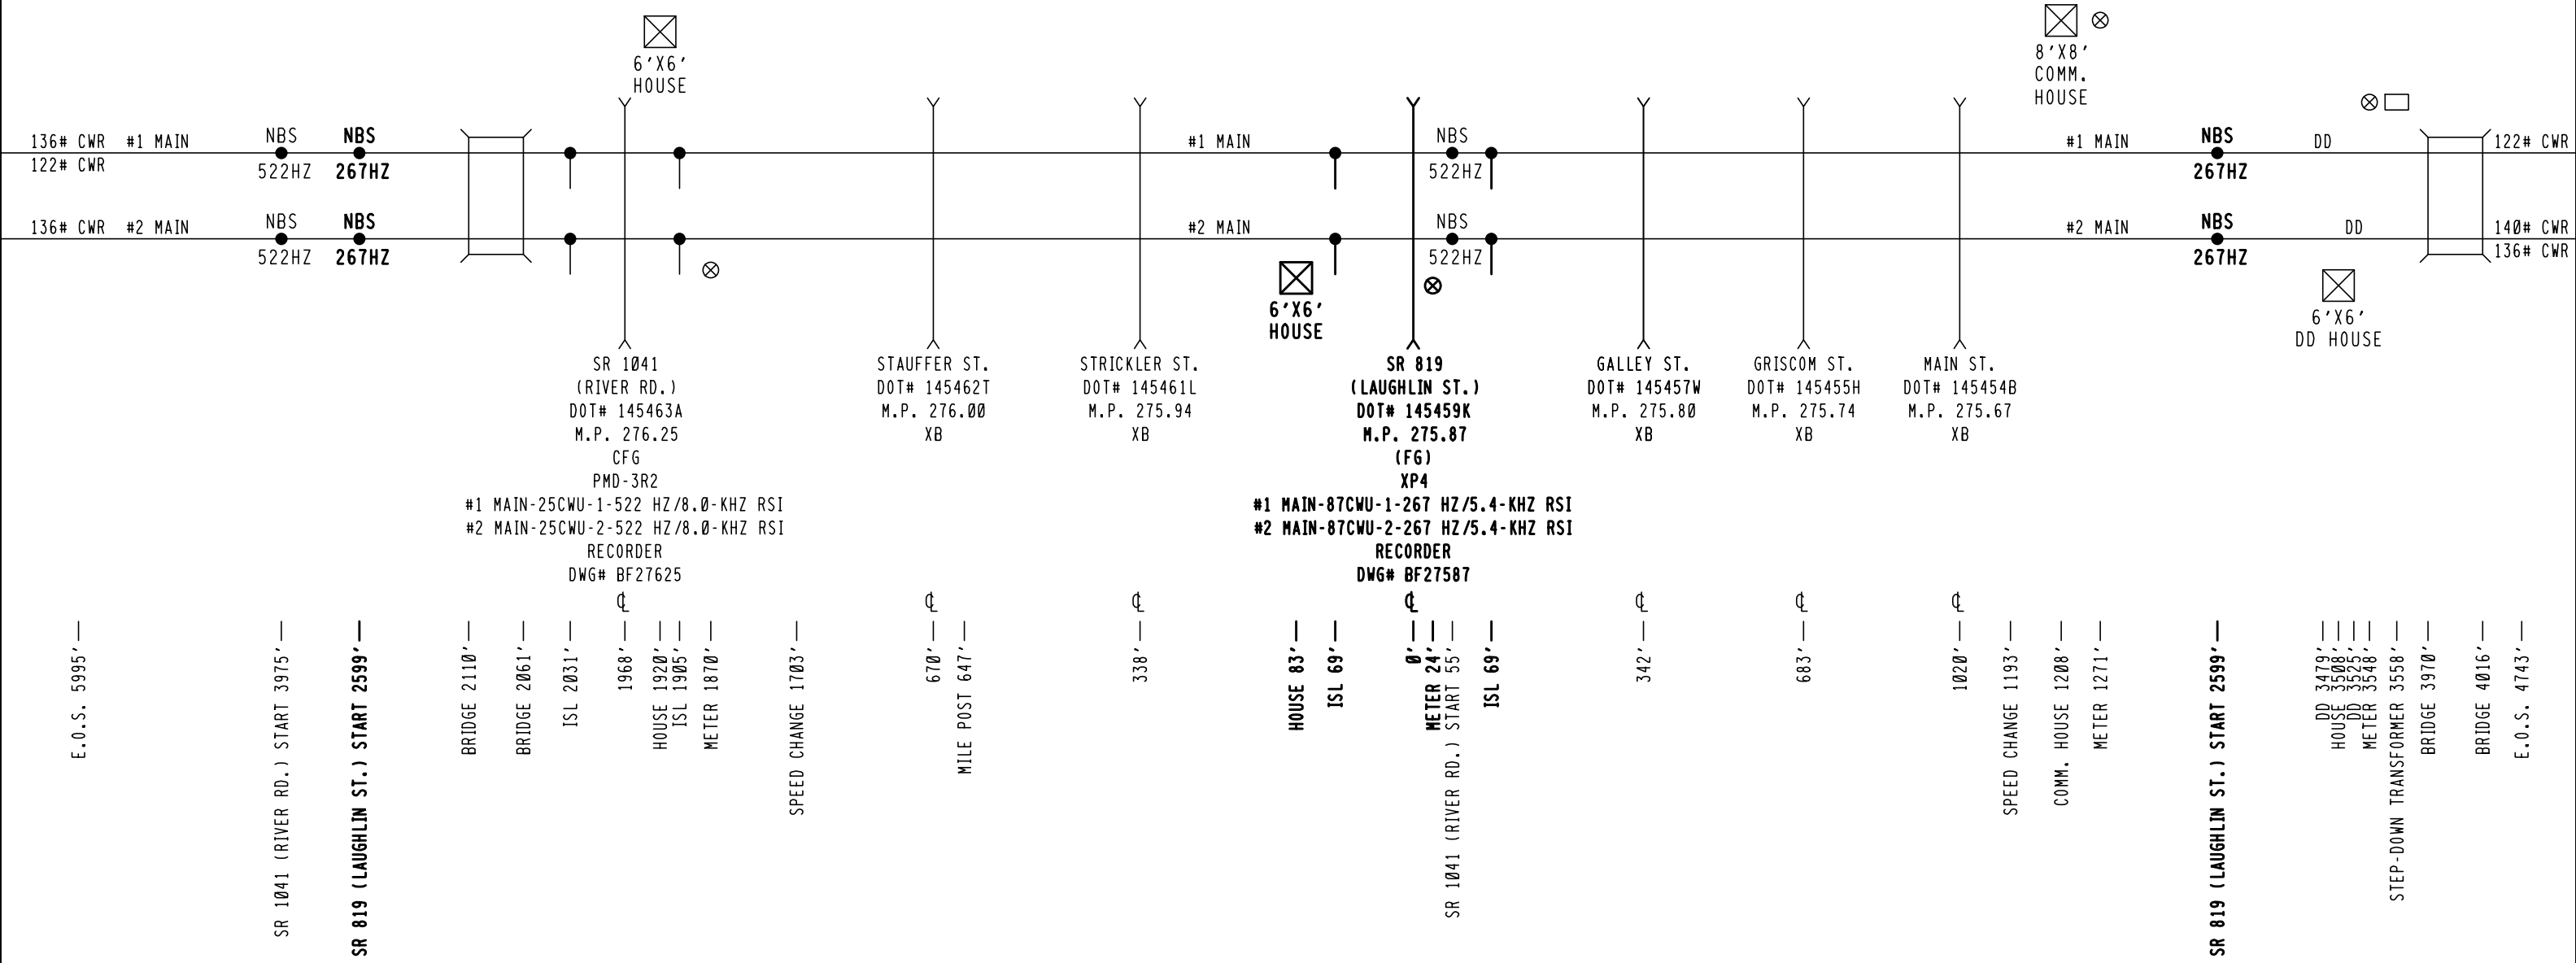 6'X6'
HOUSE
8'X8'
COMM.
HOUSE
136# CWR #1 MAIN
122# CWR
NBS
522HZ
NBS
267HZ
#1 MAIN
NBS
522HZ
#1 MAIN
NBS
267HZ
DD
122# CWR
136# CWR #2 MAIN
NBS
522HZ
NBS
267HZ
#2 MAIN
NBS
522HZ
#2 MAIN
NBS
267HZ
DD
140# CWR
136# CWR
6'X6'
HOUSE
6'X6'
DD HOUSE
SR 1041
(RIVER RD.)
DOT# 145463A
M.P. 276.25
CFG
PMD-3R2
#1 MAIN-25CWU-1-522 HZ/8.0-KHZ RSI
#2 MAIN-25CWU-2-522 HZ/8.0-KHZ RSI
RECORDER
DWG# BF27625
STAUFFER ST.
DOT# 145462T
M.P. 276.00
XB
STRICKLER ST.
DOT# 145461L
M.P. 275.94
XB
SR 819
(LAUGHLIN ST.)
DOT# 145459K
M.P. 275.87
(FG)
XP4
#1 MAIN-87CWU-1-267 HZ/5.4-KHZ RSI
#2 MAIN-87CWU-2-267 HZ/5.4-KHZ RSI
RECORDER
DWG# BF27587
GALLEY ST.
DOT# 145457W
M.P. 275.80
XB
GRISCOM ST.
DOT# 145455H
M.P. 275.74
XB
MAIN ST.
DOT# 145454B
M.P. 275.67
XB
E.O.S. 5995'
SR 1041 (RIVER RD.) START 3975'
SR 819 (LAUGHLIN ST.) START 2599'
BRIDGE 2110'
BRIDGE 2061'
ISL 2031'
℄ 1968'
HOUSE 1920'
ISL 1905'
METER 1870'
SPEED CHANGE 1703'
℄ 670'
MILE POST 647'
℄ 338'
HOUSE 83'
ISL 69'
℄ 0'
METER 24'
SR 1041 (RIVER RD.) START 55'
ISL 69'
℄ 342'
℄ 683'
℄ 1020'
SPEED CHANGE 1193'
COMM. HOUSE 1208'
METER 1271'
SR 819 (LAUGHLIN ST.) START 2599'
DD 3479'
HOUSE 3508'
DD 3525'
METER 3548'
STEP-DOWN TRANSFORMER 3558'
BRIDGE 3970'
BRIDGE 4016'
E.O.S. 4743'